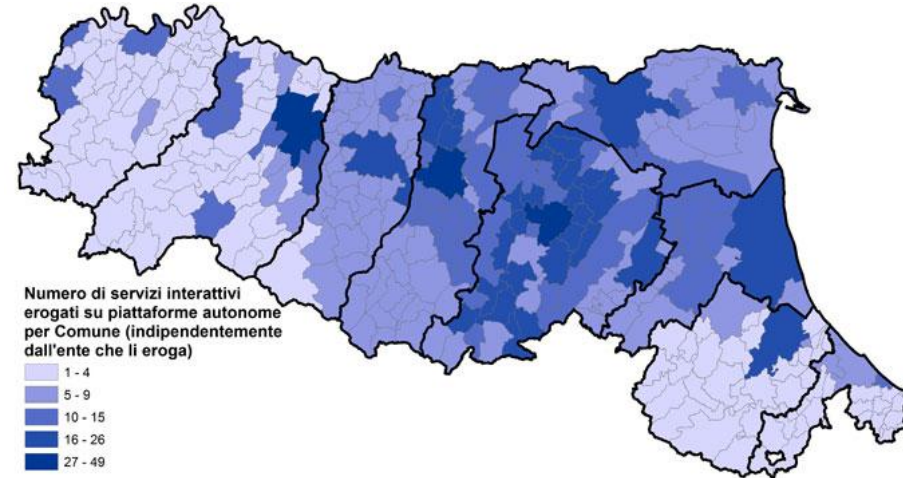 Numero di servizi interattivi
erogati su piattaforme autonome
per Comune (indipendentemente
dall'ente che li eroga)
1 - 4
5 - 9
10 - 15
16 - 26
27 - 49